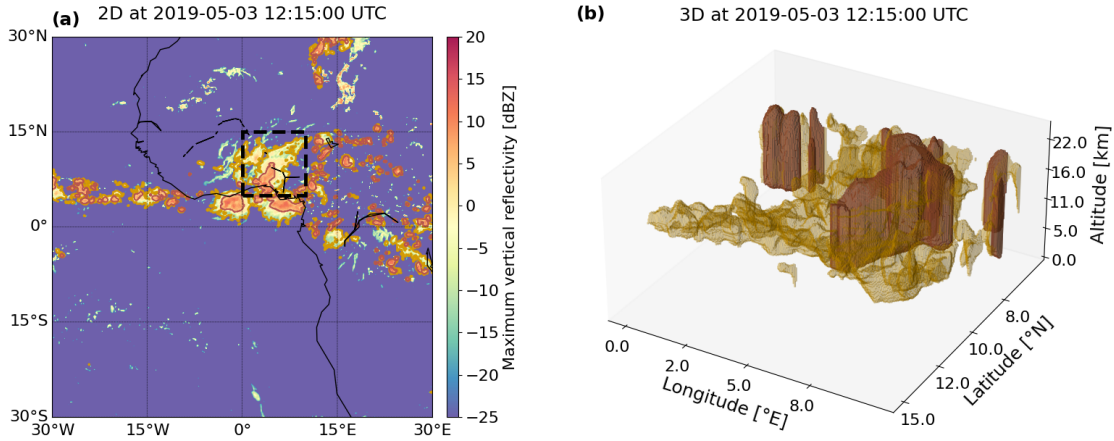 (a) 2D at 2019-05-03 12:15:00 UTC
30°N
15°N
0°
15°S
30°S
30°W 15°W 0° 15°E 30°E
20
15
10
5
0
−5
−10
−15
−20
−25
Maximum vertical reflectivity [dBZ]
(b) 3D at 2019-05-03 12:15:00 UTC
22.0
16.0
11.0
5.0
0.0
Altitude [km]
8.0
10.0
12.0
15.0
Latitude [°N]
0.0
2.0
5.0
8.0
Longitude [°E]